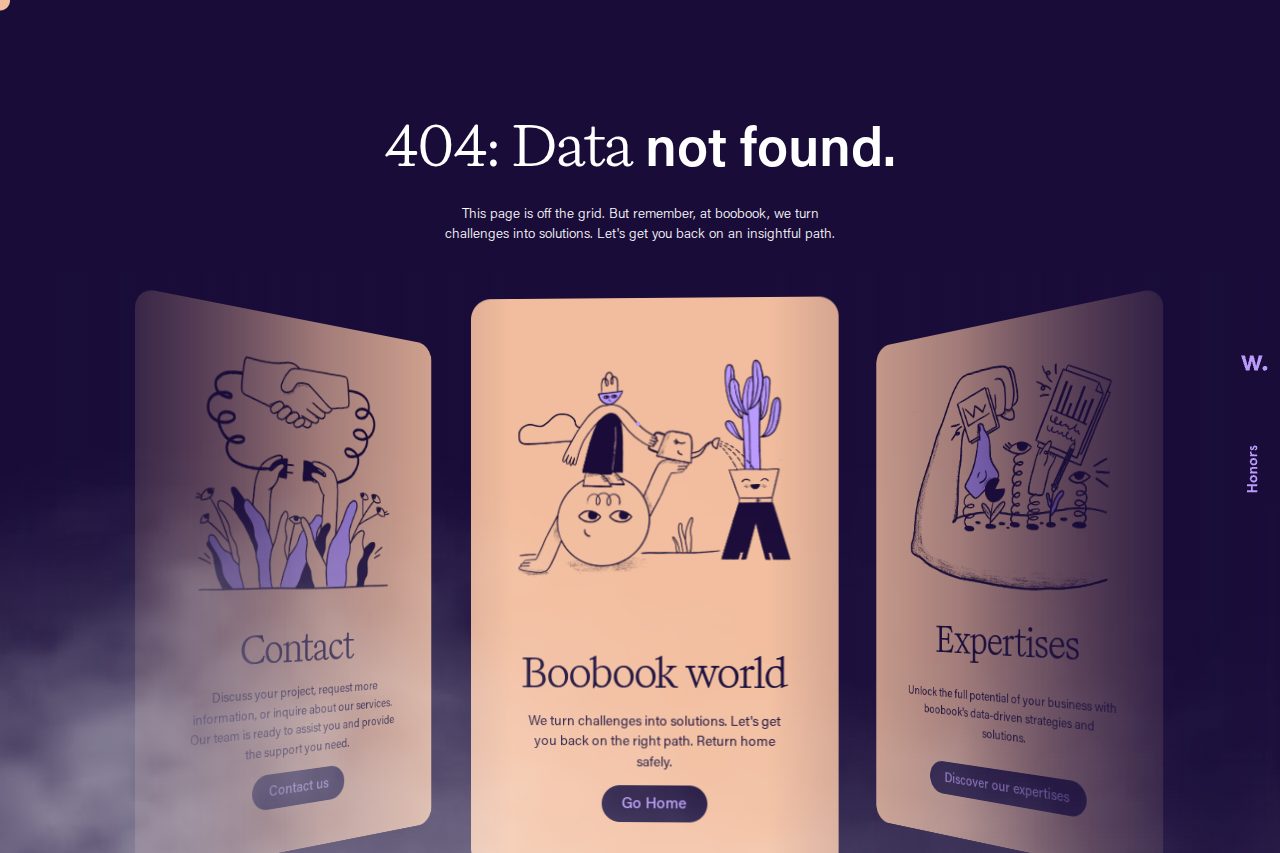 404: Data not found.
This page is off the grid. But remember, at boobook, we turn
challenges into solutions. Let's get you back on an insightful path.
Contact
Discuss your project, request more
information, or inquire about our services.
Our team is ready to assist you and provide
the support you need.
Contact us
Boobook world
We turn challenges into solutions. Let's get
you back on the right path. Return home
safely.
Go Home
Expertises
Unlock the full potential of your business with
boobook's data-driven strategies and
solutions.
Discover our expertises
W.
Honors